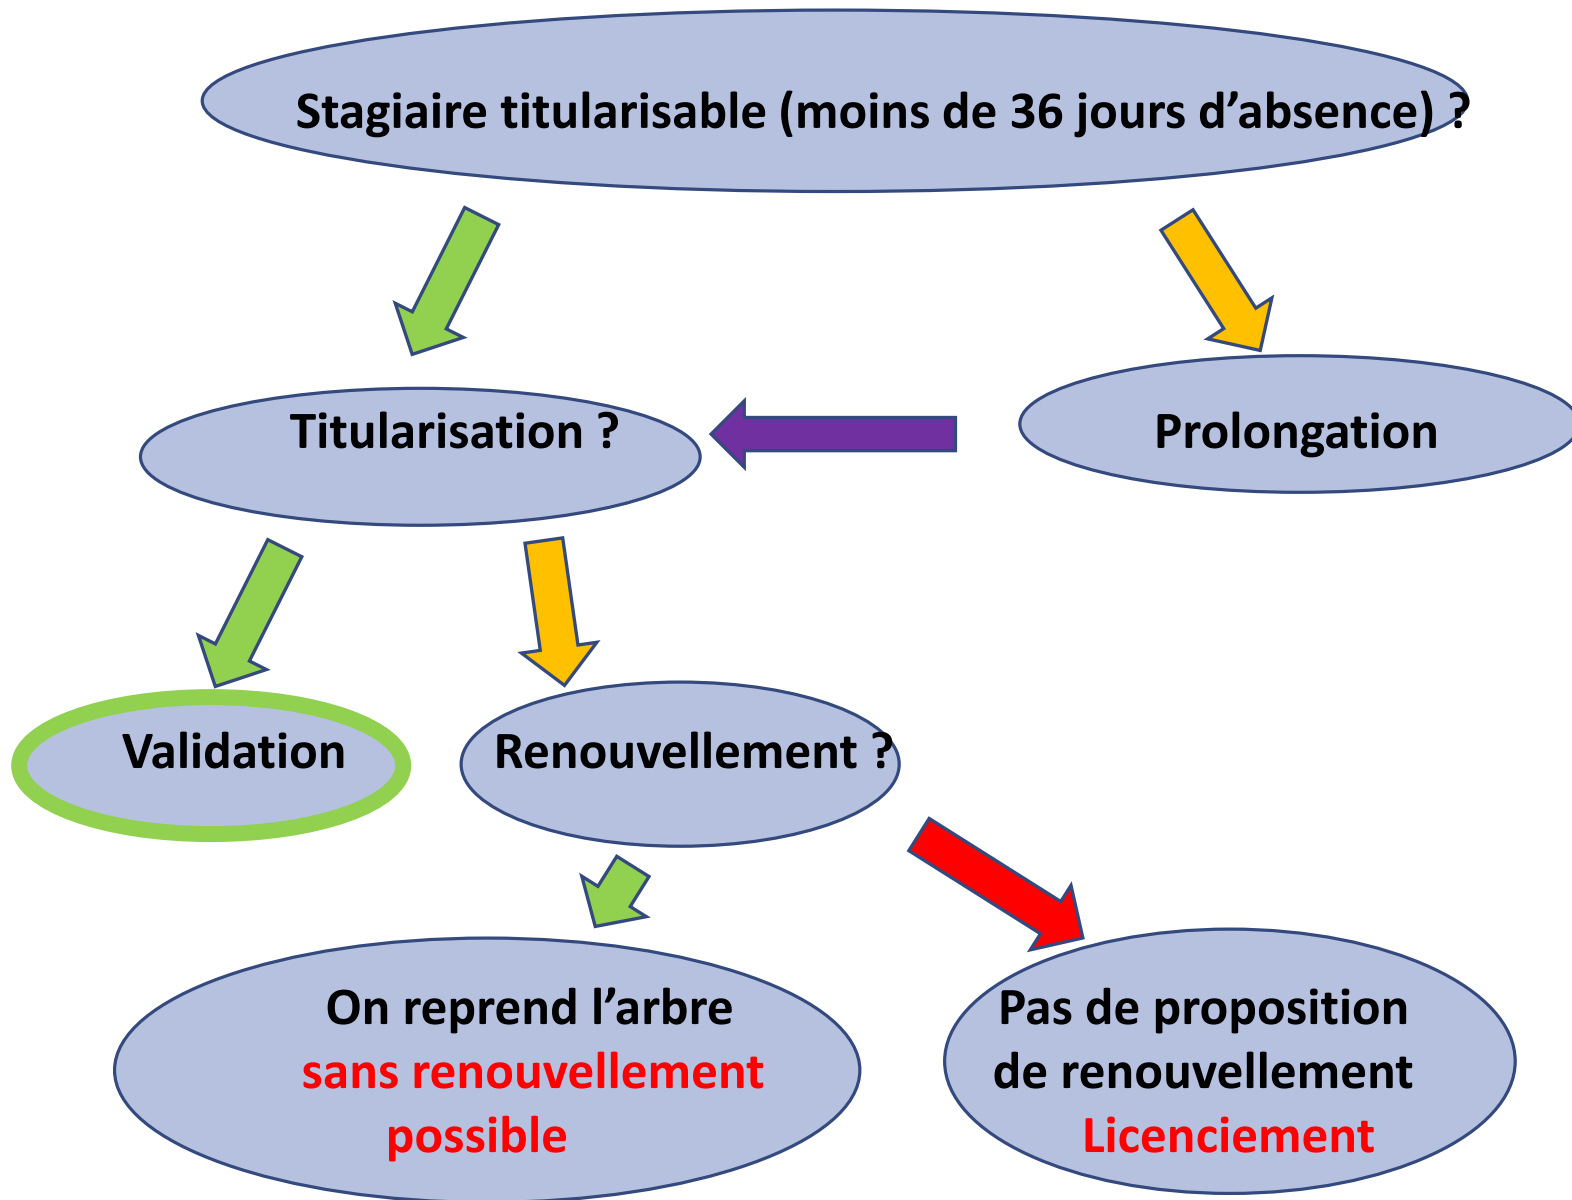 Stagiaire titularisable (moins de 36 jours d’absence) ?
Titularisation ?
Prolongation
Validation
Renouvellement ?
On reprend l’arbre
sans renouvellement
possible
Pas de proposition
de renouvellement
Licenciement